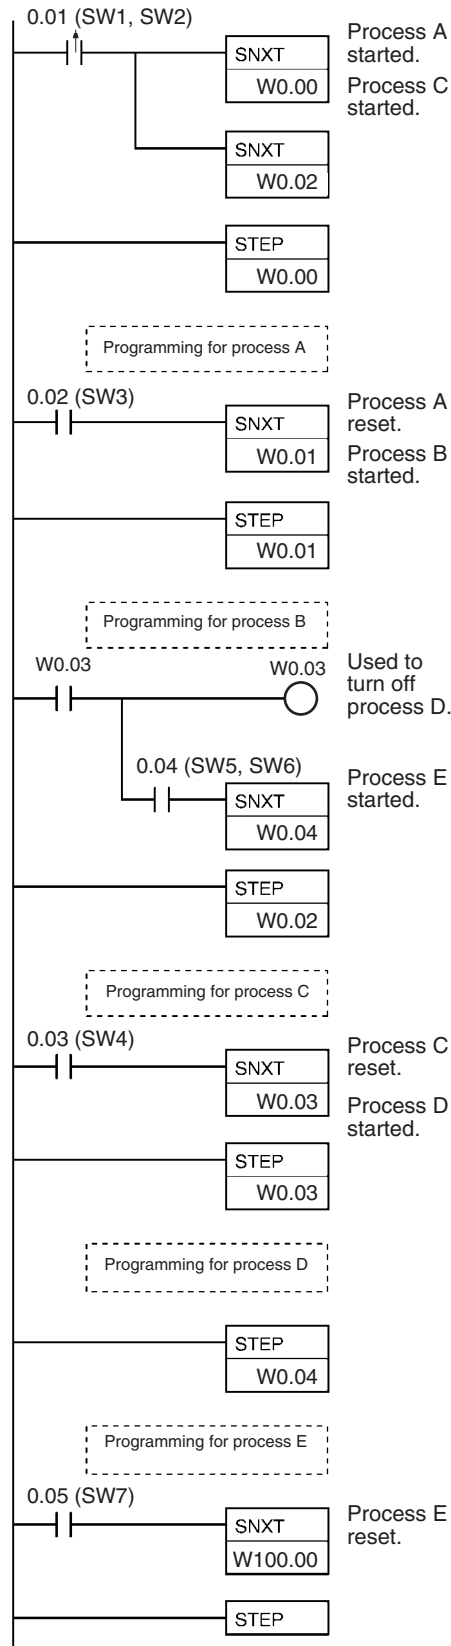 0.01 (SW1, SW2)
SNXT
W0.00
Process A
started.
Process C
started.
SNXT
W0.02
STEP
W0.00
Programming for process A
0.02 (SW3)
SNXT
W0.01
Process A
reset.
Process B
started.
STEP
W0.01
Programming for process B
W0.03
W0.03
Used to
turn off
process D.
0.04 (SW5, SW6)
SNXT
W0.04
Process E
started.
STEP
W0.02
Programming for process C
0.03 (SW4)
SNXT
W0.03
Process C
reset.
Process D
started.
STEP
W0.03
Programming for process D
STEP
W0.04
Programming for process E
0.05 (SW7)
SNXT
W100.00
Process E
reset.
STEP